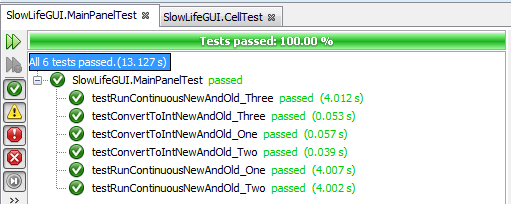 SlowLifeGUI.MainPanelTest SlowLifeGUI.CellTest
Tests passed: 100.00 %
All 6 tests passed.(13.127 s)
SlowLifeGUI.MainPanelTest passed
testRunContinuousNewAndOld_Three passed (4.012 s)
testConvertToIntNewAndOld_Three passed (0.053 s)
testConvertToIntNewAndOld_One passed (0.057 s)
testConvertToIntNewAndOld_Two passed (0.039 s)
testRunContinuousNewAndOld_One passed (4.007 s)
testRunContinuousNewAndOld_Two passed (4.002 s)